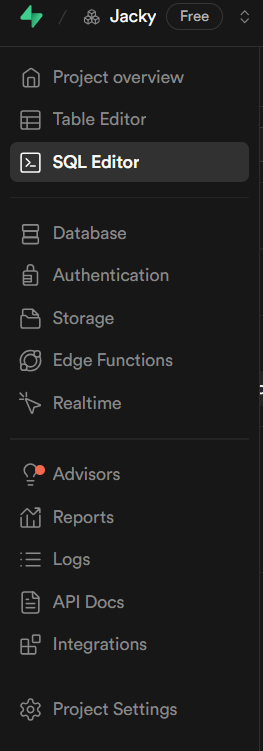 / Jacky Free
Project overview
Table Editor
SQL Editor
Database
Authentication
Storage
Edge Functions
Realtime
Advisors
Reports
Logs
API Docs
Integrations
Project Settings